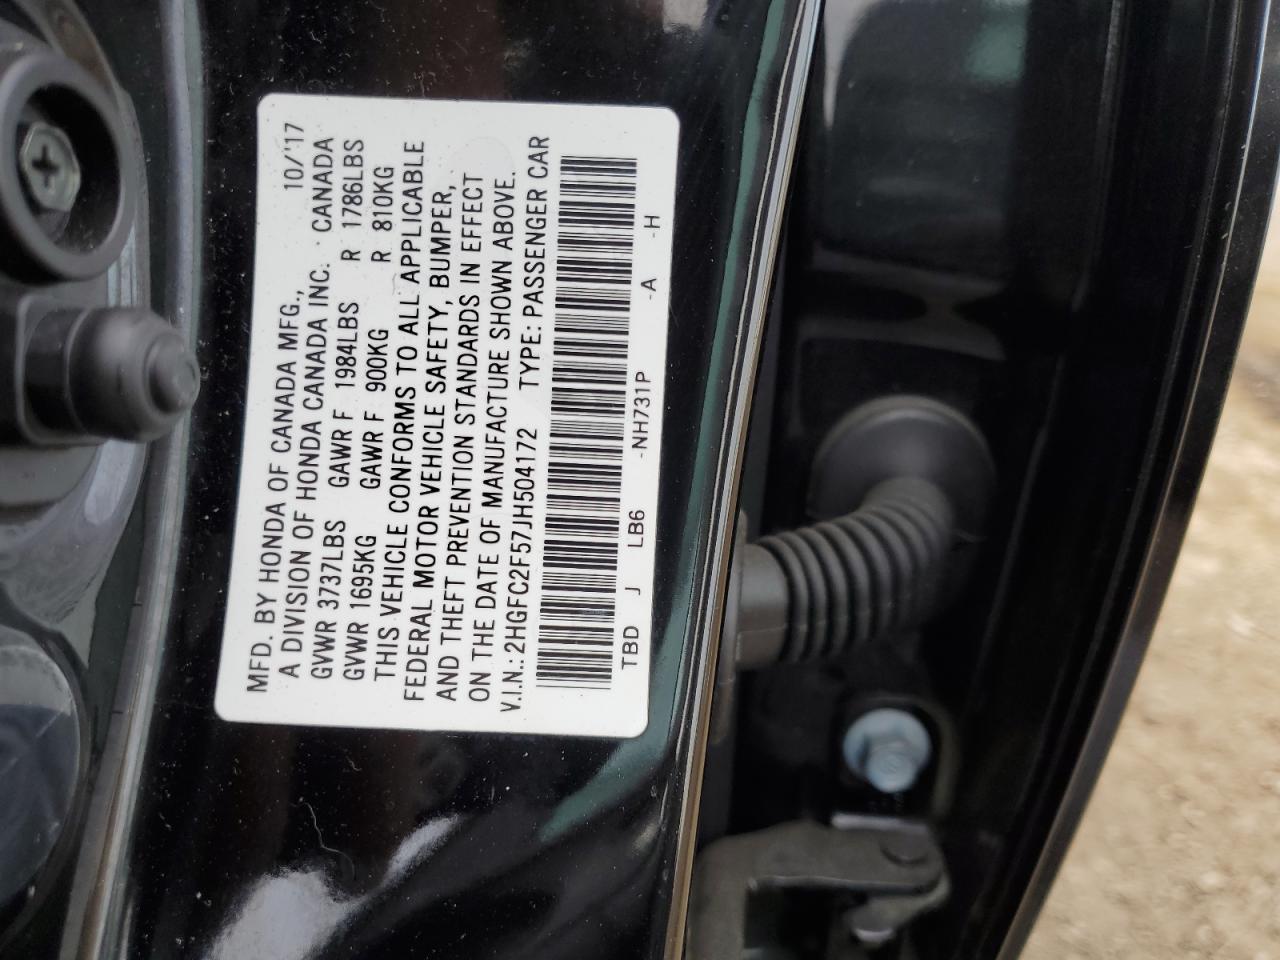 MFD. BY HONDA OF CANADA MFG., 10/'17
A DIVISION OF HONDA CANADA INC. · CANADA
GVWR 3737LBS GAWR F 1984LBS R 1786LBS
GVWR 1695KG GAWR F 900KG R 810KG
THIS VEHICLE CONFORMS TO ALL APPLICABLE
FEDERAL MOTOR VEHICLE SAFETY, BUMPER,
AND THEFT PREVENTION STANDARDS IN EFFECT
ON THE DATE OF MANUFACTURE SHOWN ABOVE.
V.I.N.: 2HGFC2F57JH504172 TYPE: PASSENGER CAR
TBD J LB6 -NH731P -A -H